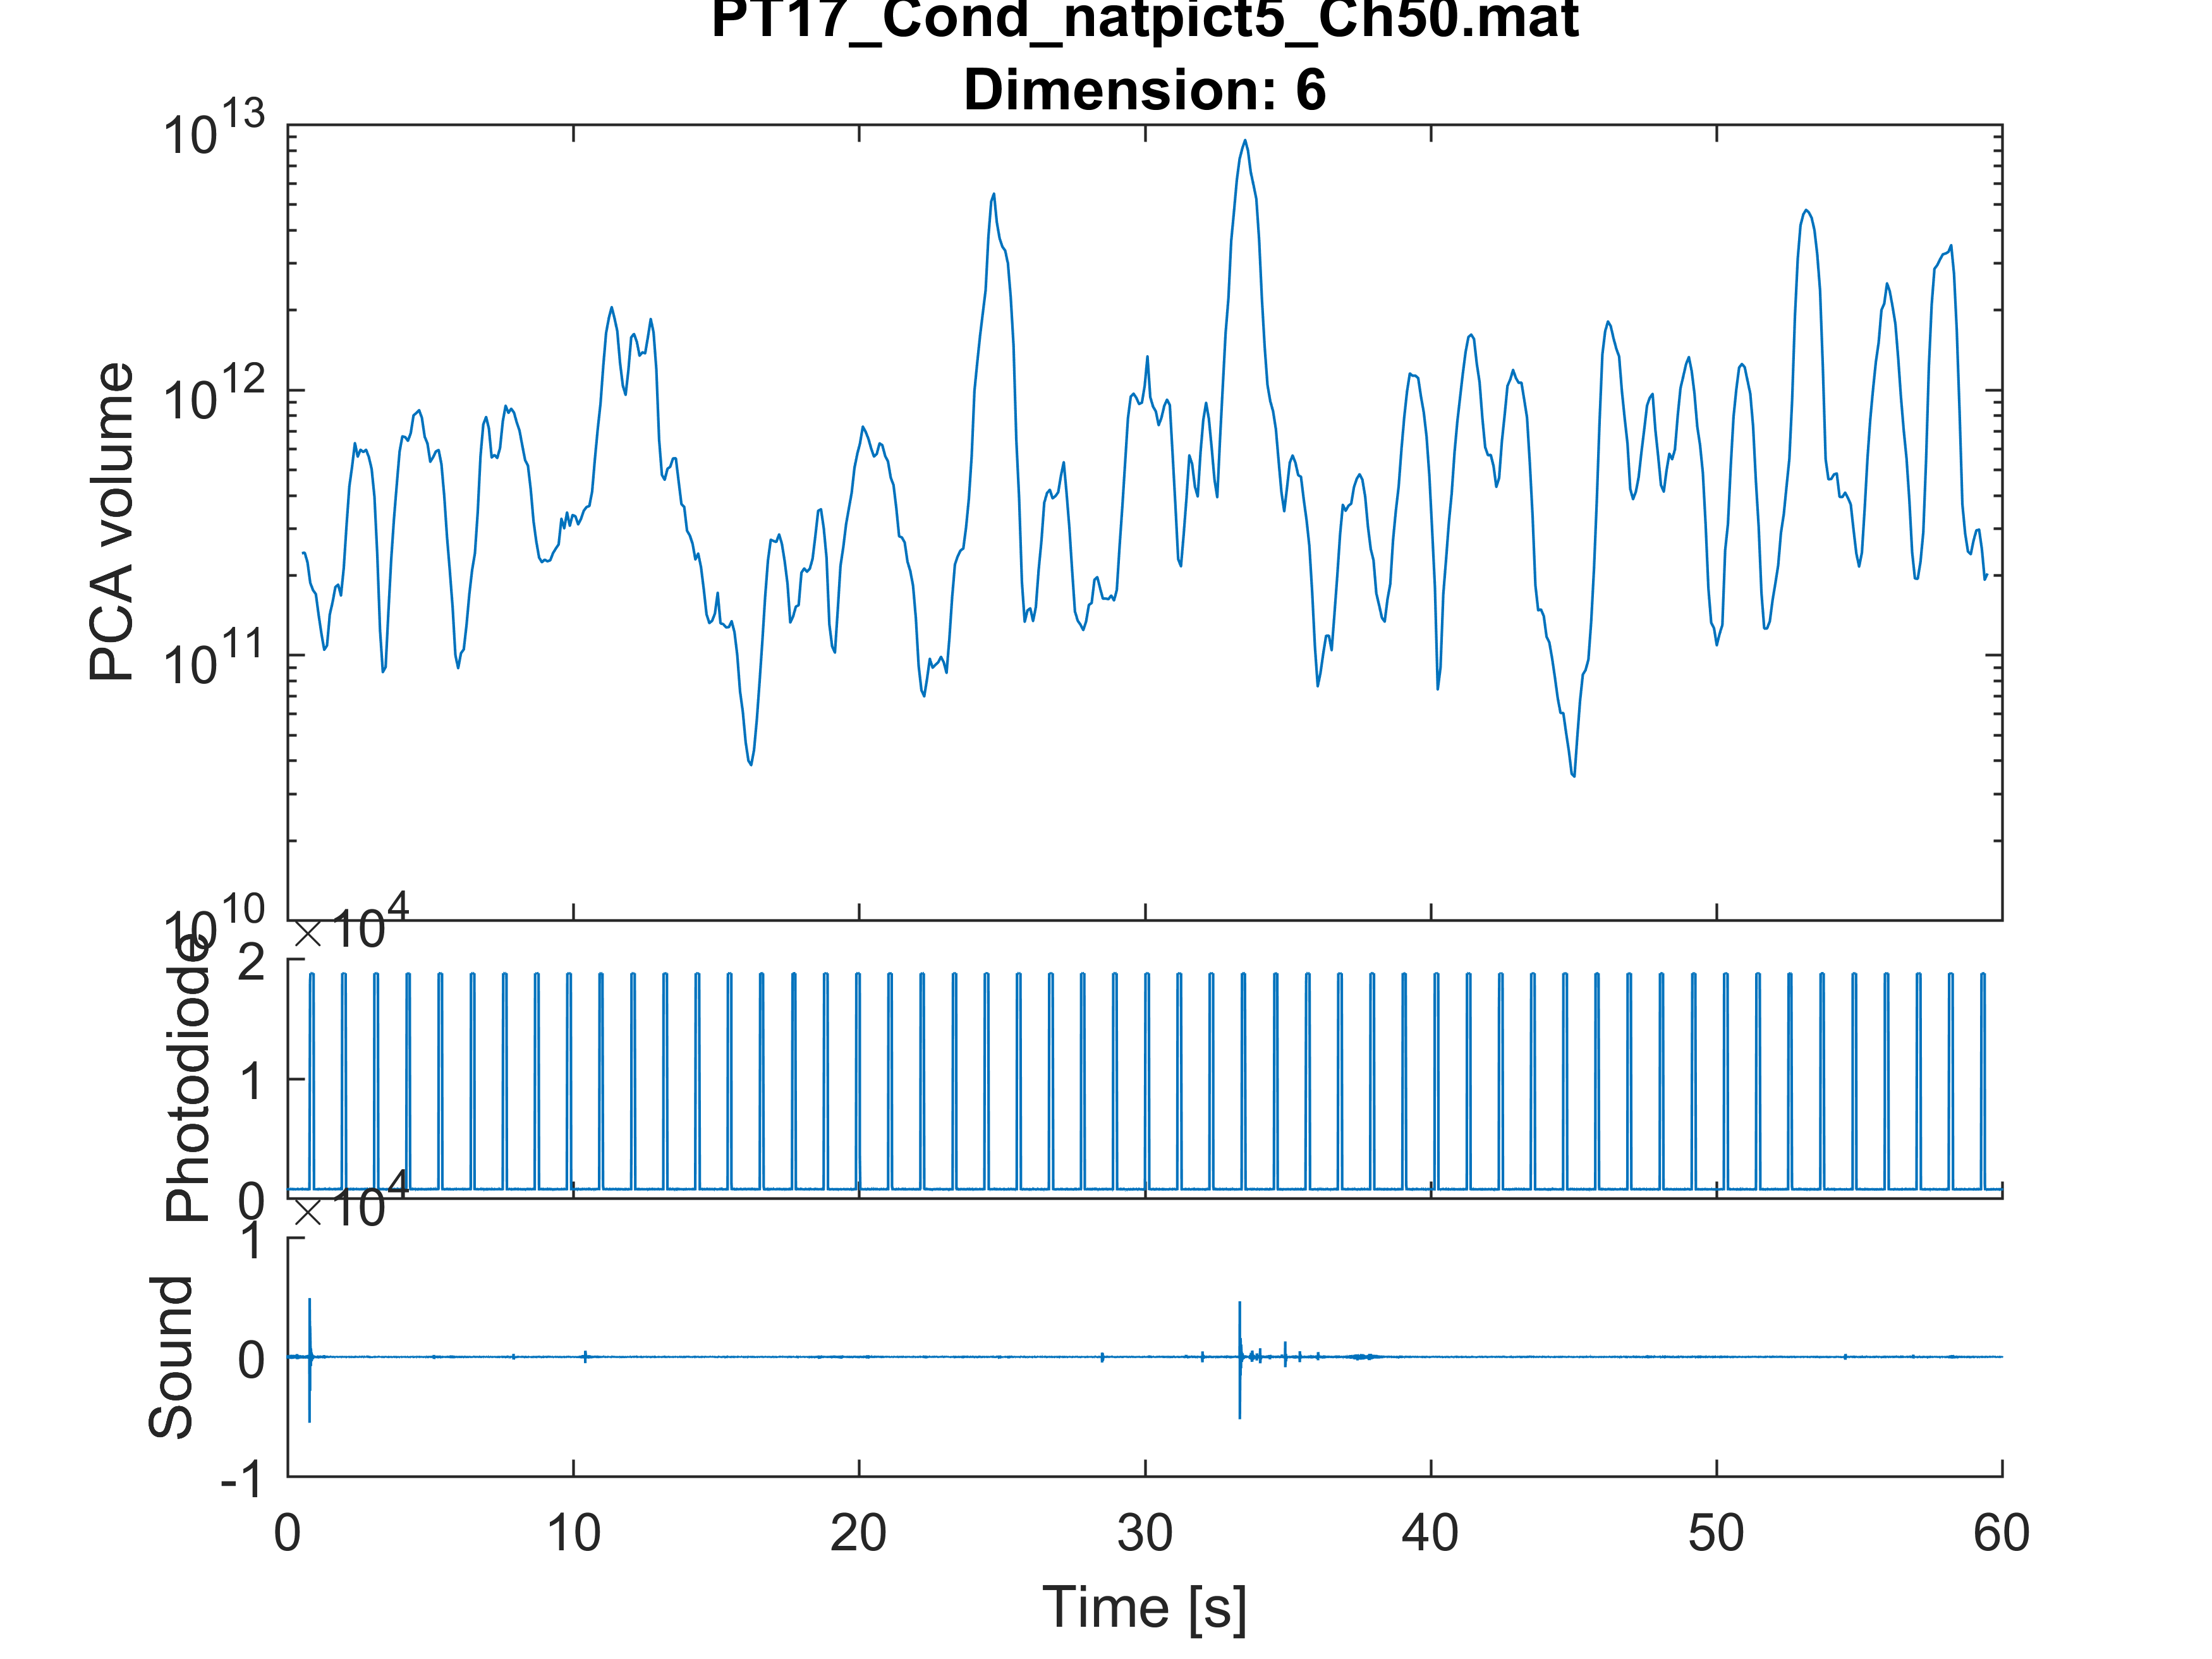 PT17_Cond_natpict5_Ch50.mat
Dimension: 6
10^13
10^12
10^11
10^10
PCA volume
×10^4
2
1
0
Photodiode
×10^4
1
0
-1
Sound
0 10 20 30 40 50 60
Time [s]